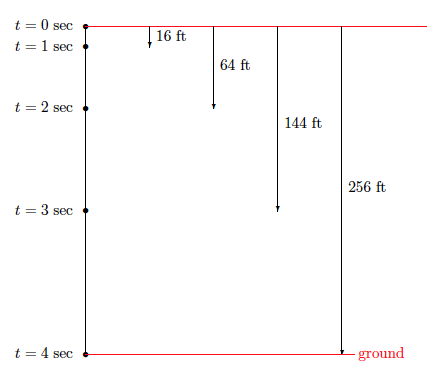 t = 0 sec
t = 1 sec
16 ft
64 ft
t = 2 sec
144 ft
256 ft
t = 3 sec
t = 4 sec
ground